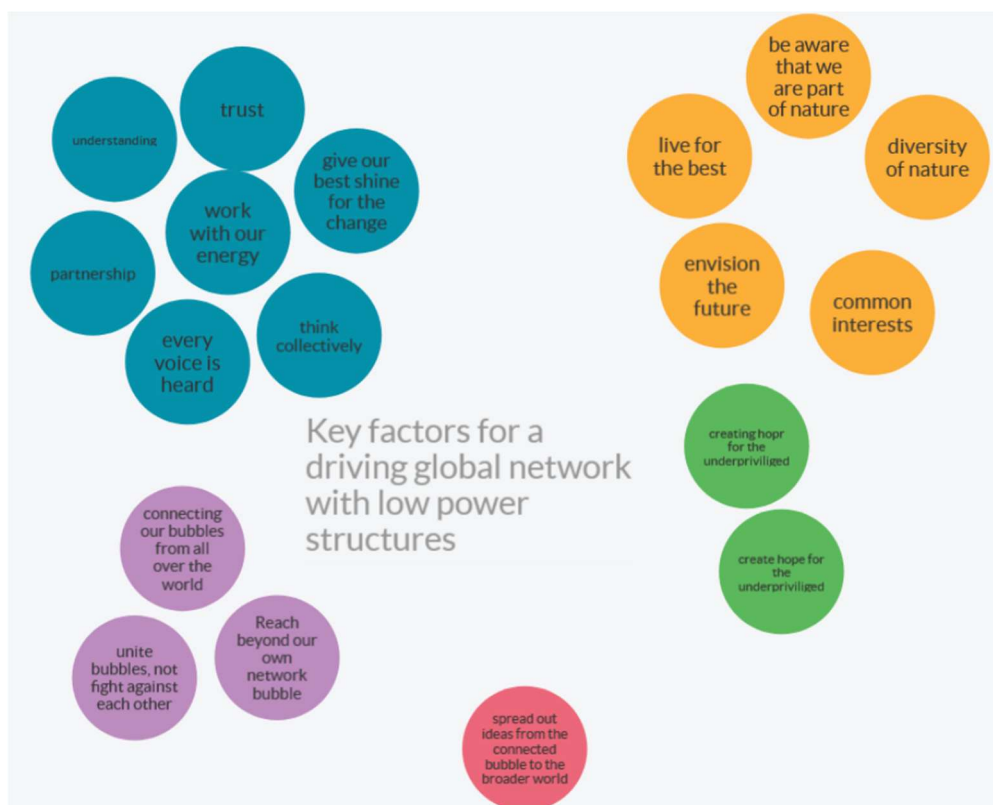 understanding
trust
give our
best shine
for the
change
work
with our
energy
partnership
every
voice is
heard
think
collectively
be aware
that we
are part
of nature
live for
the best
diversity
of nature
envision
the
future
common
interests
Key factors for a
driving global network
with low power
structures
creating hopr
for the
underpriviliged
create hope for
the
underpriviliged
connecting
our bubbles
from all
over the
world
unite
bubbles, not
fight against
each other
Reach
beyond our
own
network
bubble
spread out
ideas from the
connected
bubble to the
broader world